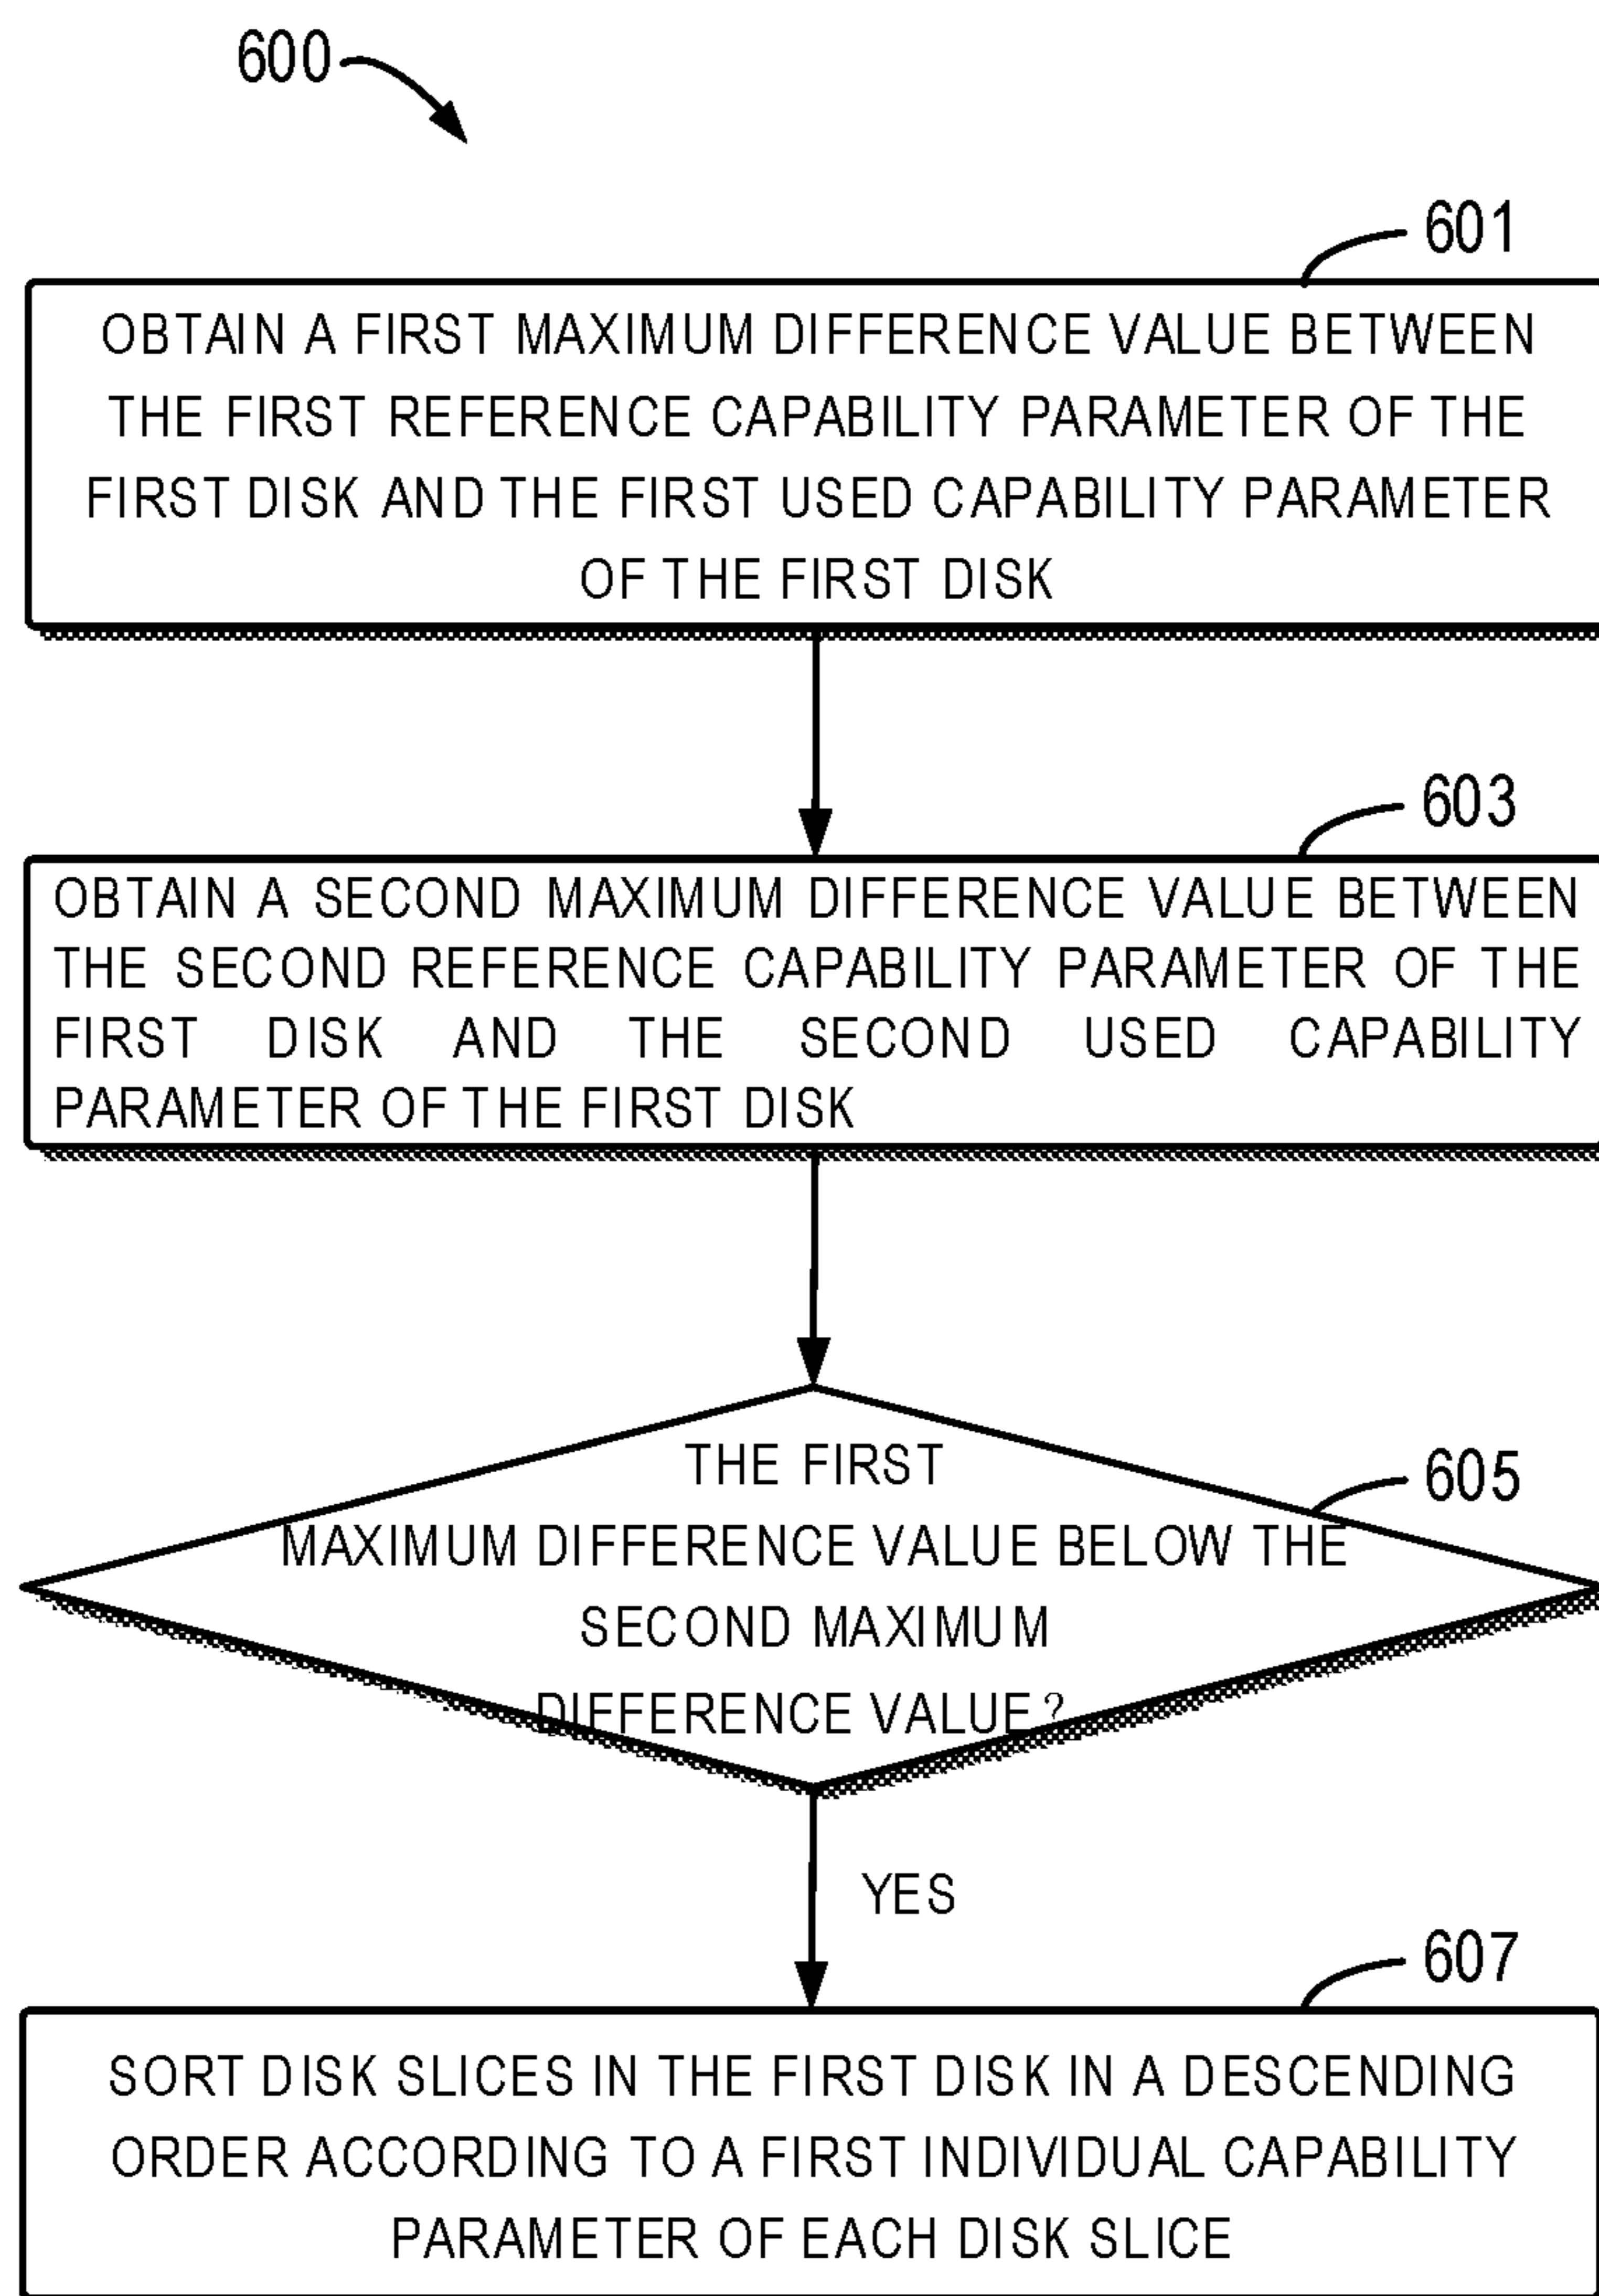 600
601
OBTAIN A FIRST MAXIMUM DIFFERENCE VALUE BETWEEN
THE FIRST REFERENCE CAPABILITY PARAMETER OF THE
FIRST DISK AND THE FIRST USED CAPABILITY PARAMETER
OF THE FIRST DISK
603
OBTAIN A SECOND MAXIMUM DIFFERENCE VALUE BETWEEN
THE SECOND REFERENCE CAPABILITY PARAMETER OF THE
FIRST DISK AND THE SECOND USED CAPABILITY
PARAMETER OF THE FIRST DISK
605
THE FIRST
MAXIMUM DIFFERENCE VALUE BELOW THE
SECOND MAXIMUM
DIFFERENCE VALUE?
YES
607
SORT DISK SLICES IN THE FIRST DISK IN A DESCENDING
ORDER ACCORDING TO A FIRST INDIVIDUAL CAPABILITY
PARAMETER OF EACH DISK SLICE